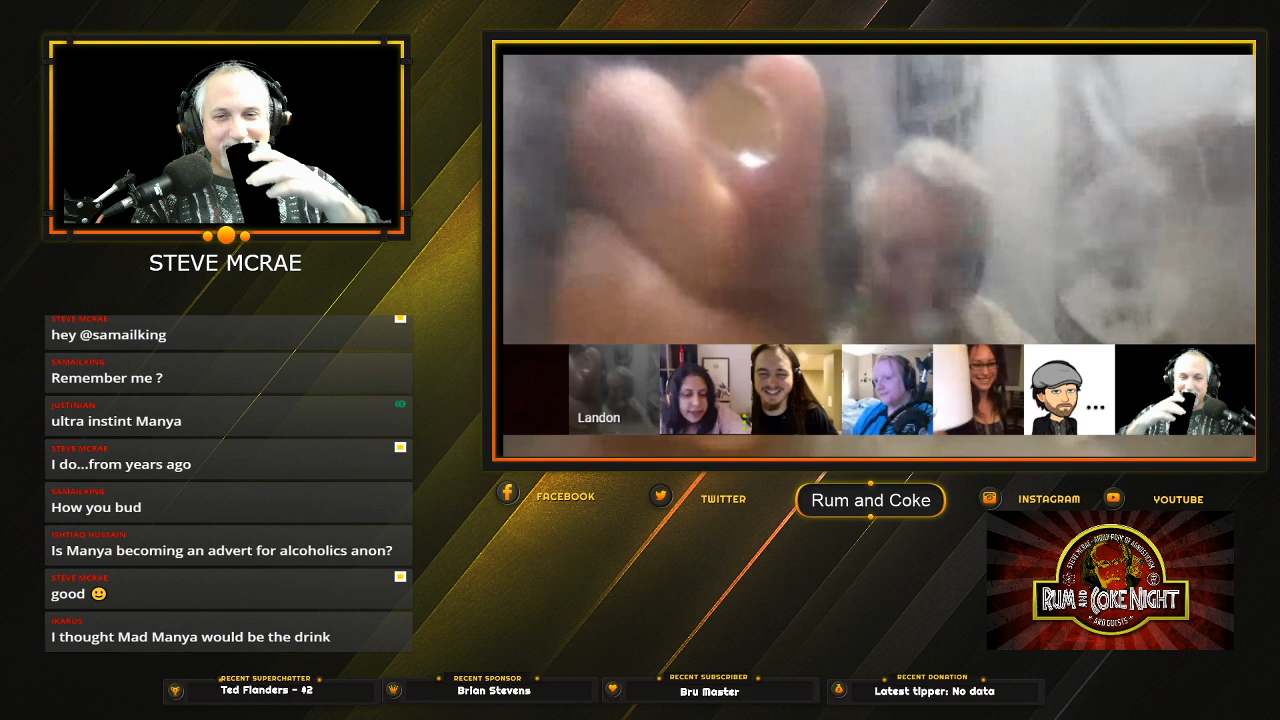 STEVE MCRAE
STEVE MCRAE
hey @samailking
SAMAILKING
Remember me ?
JUSTINIAN
ultra instint Manya
STEVE MCRAE
I do...from years ago
SAMAILKING
How you bud
ISHTIAQ HUSSAIN
Is Manya becoming an advert for alcoholics anon?
STEVE MCRAE
good 😀
IKARUS
I thought Mad Manya would be the drink
Landon
...
FACEBOOK
TWITTER
Rum and Coke
INSTAGRAM
YOUTUBE
RUM AND COKE NIGHT
AND GUESTS
RECENT SUPERCHATTER
Ted Flanders - $2
RECENT SPONSOR
Brian Stevens
RECENT SUBSCRIBER
Bru Master
RECENT DONATION
Latest tipper: No data